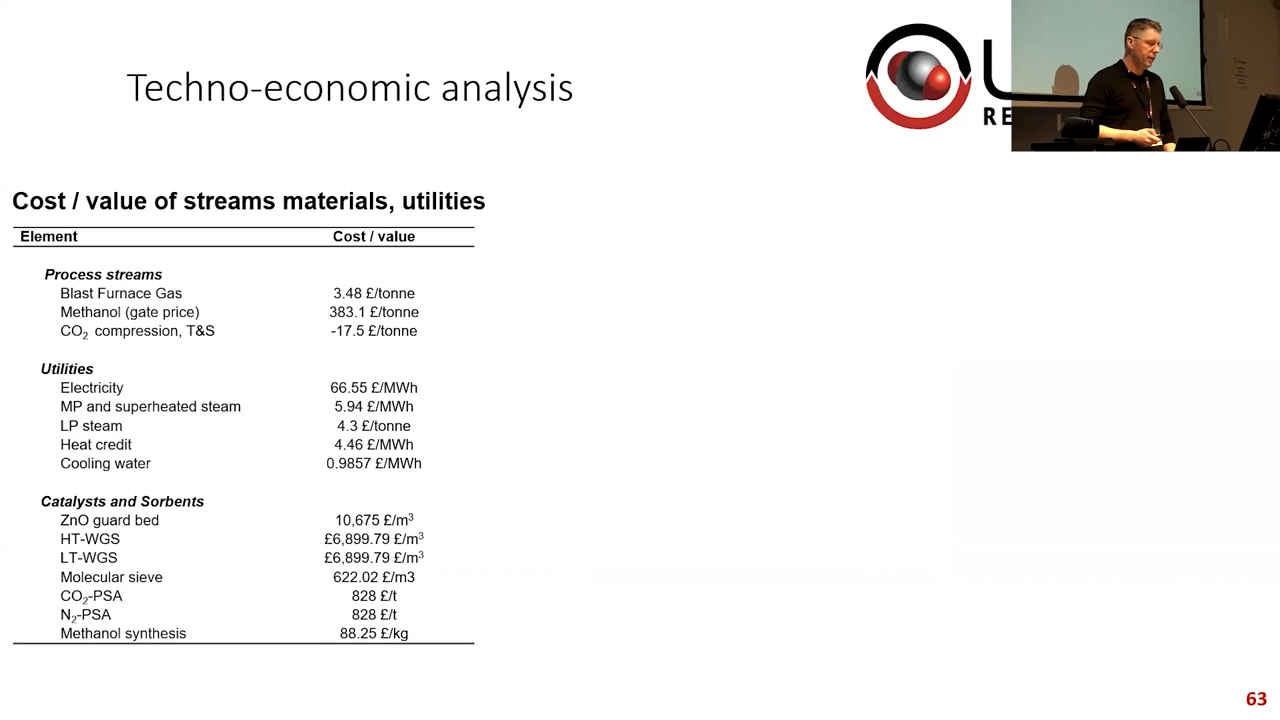 Techno-economic analysis
Cost / value of streams materials, utilities
Element Cost / value
Process streams
Blast Furnace Gas 3.48 £/tonne
Methanol (gate price) 383.1 £/tonne
CO₂ compression, T&S -17.5 £/tonne
Utilities
Electricity 66.55 £/MWh
MP and superheated steam 5.94 £/MWh
LP steam 4.3 £/tonne
Heat credit 4.46 £/MWh
Cooling water 0.9857 £/MWh
Catalysts and Sorbents
ZnO guard bed 10,675 £/m³
HT-WGS £6,899.79 £/m³
LT-WGS £6,899.79 £/m³
Molecular sieve 622.02 £/m3
CO₂-PSA 828 £/t
N₂-PSA 828 £/t
Methanol synthesis 88.25 £/kg
63